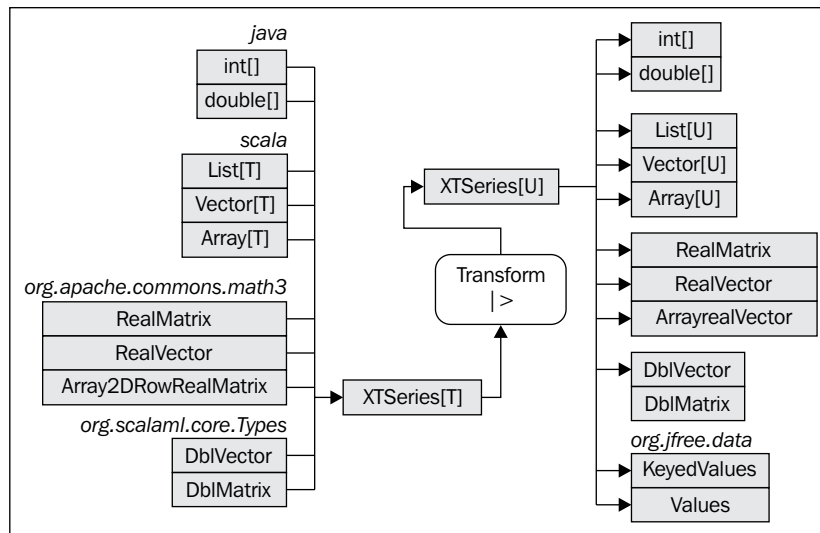 java
int[]
double[]
scala
List[T]
Vector[T]
Array[T]
org.apache.commons.math3
RealMatrix
RealVector
Array2DRowRealMatrix
org.scalaml.core.Types
DblVector
DblMatrix
XTSeries[T]
Transform
|>
XTSeries[U]
int[]
double[]
List[U]
Vector[U]
Array[U]
RealMatrix
RealVector
ArrayrealVector
DblVector
DblMatrix
org.jfree.data
KeyedValues
Values